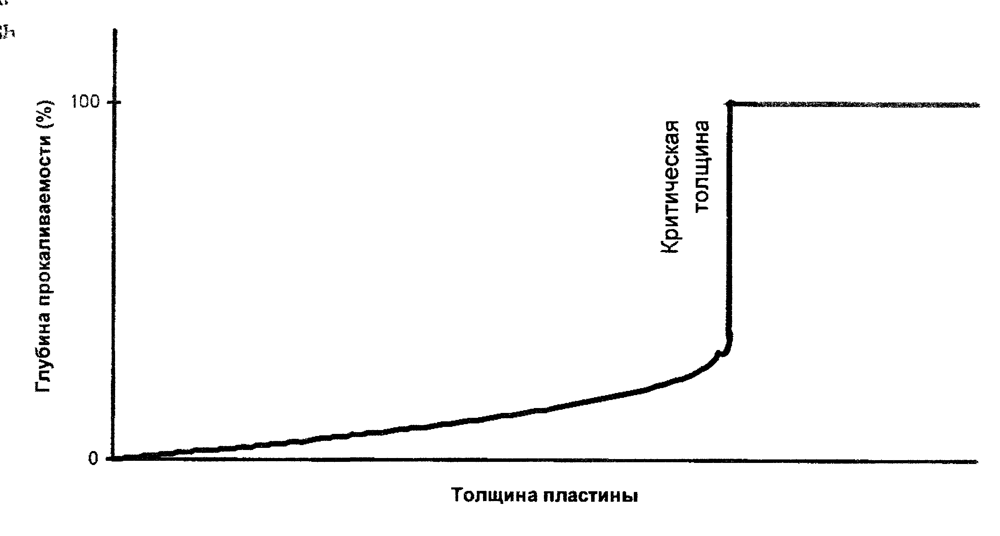 100
Глубина прокаливаемости (%)
Критическая
толщина
0
Толщина пластины